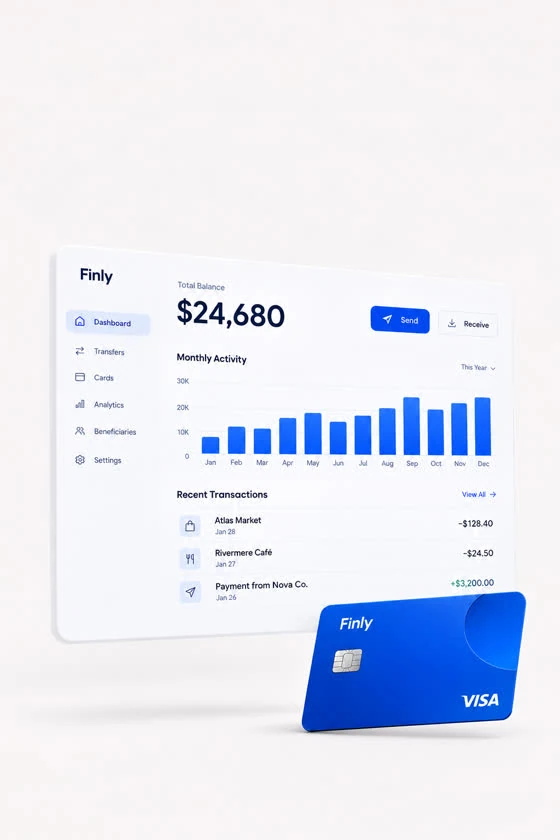 Finly
Dashboard
Transfers
Cards
Analytics
Beneficiaries
Settings
Total Balance
$24,680
Send
Receive
Monthly Activity
This Year
30K
20K
10K
0
Jan Feb Mar Apr May Jun Jul Aug Sep Oct Nov Dec
Recent Transactions
View All
Atlas Market
Jan 28
−$128.40
Rivermere Café
Jan 27
−$24.50
Payment from Nova Co.
Jan 26
+$3,200.00
Finly
VISA